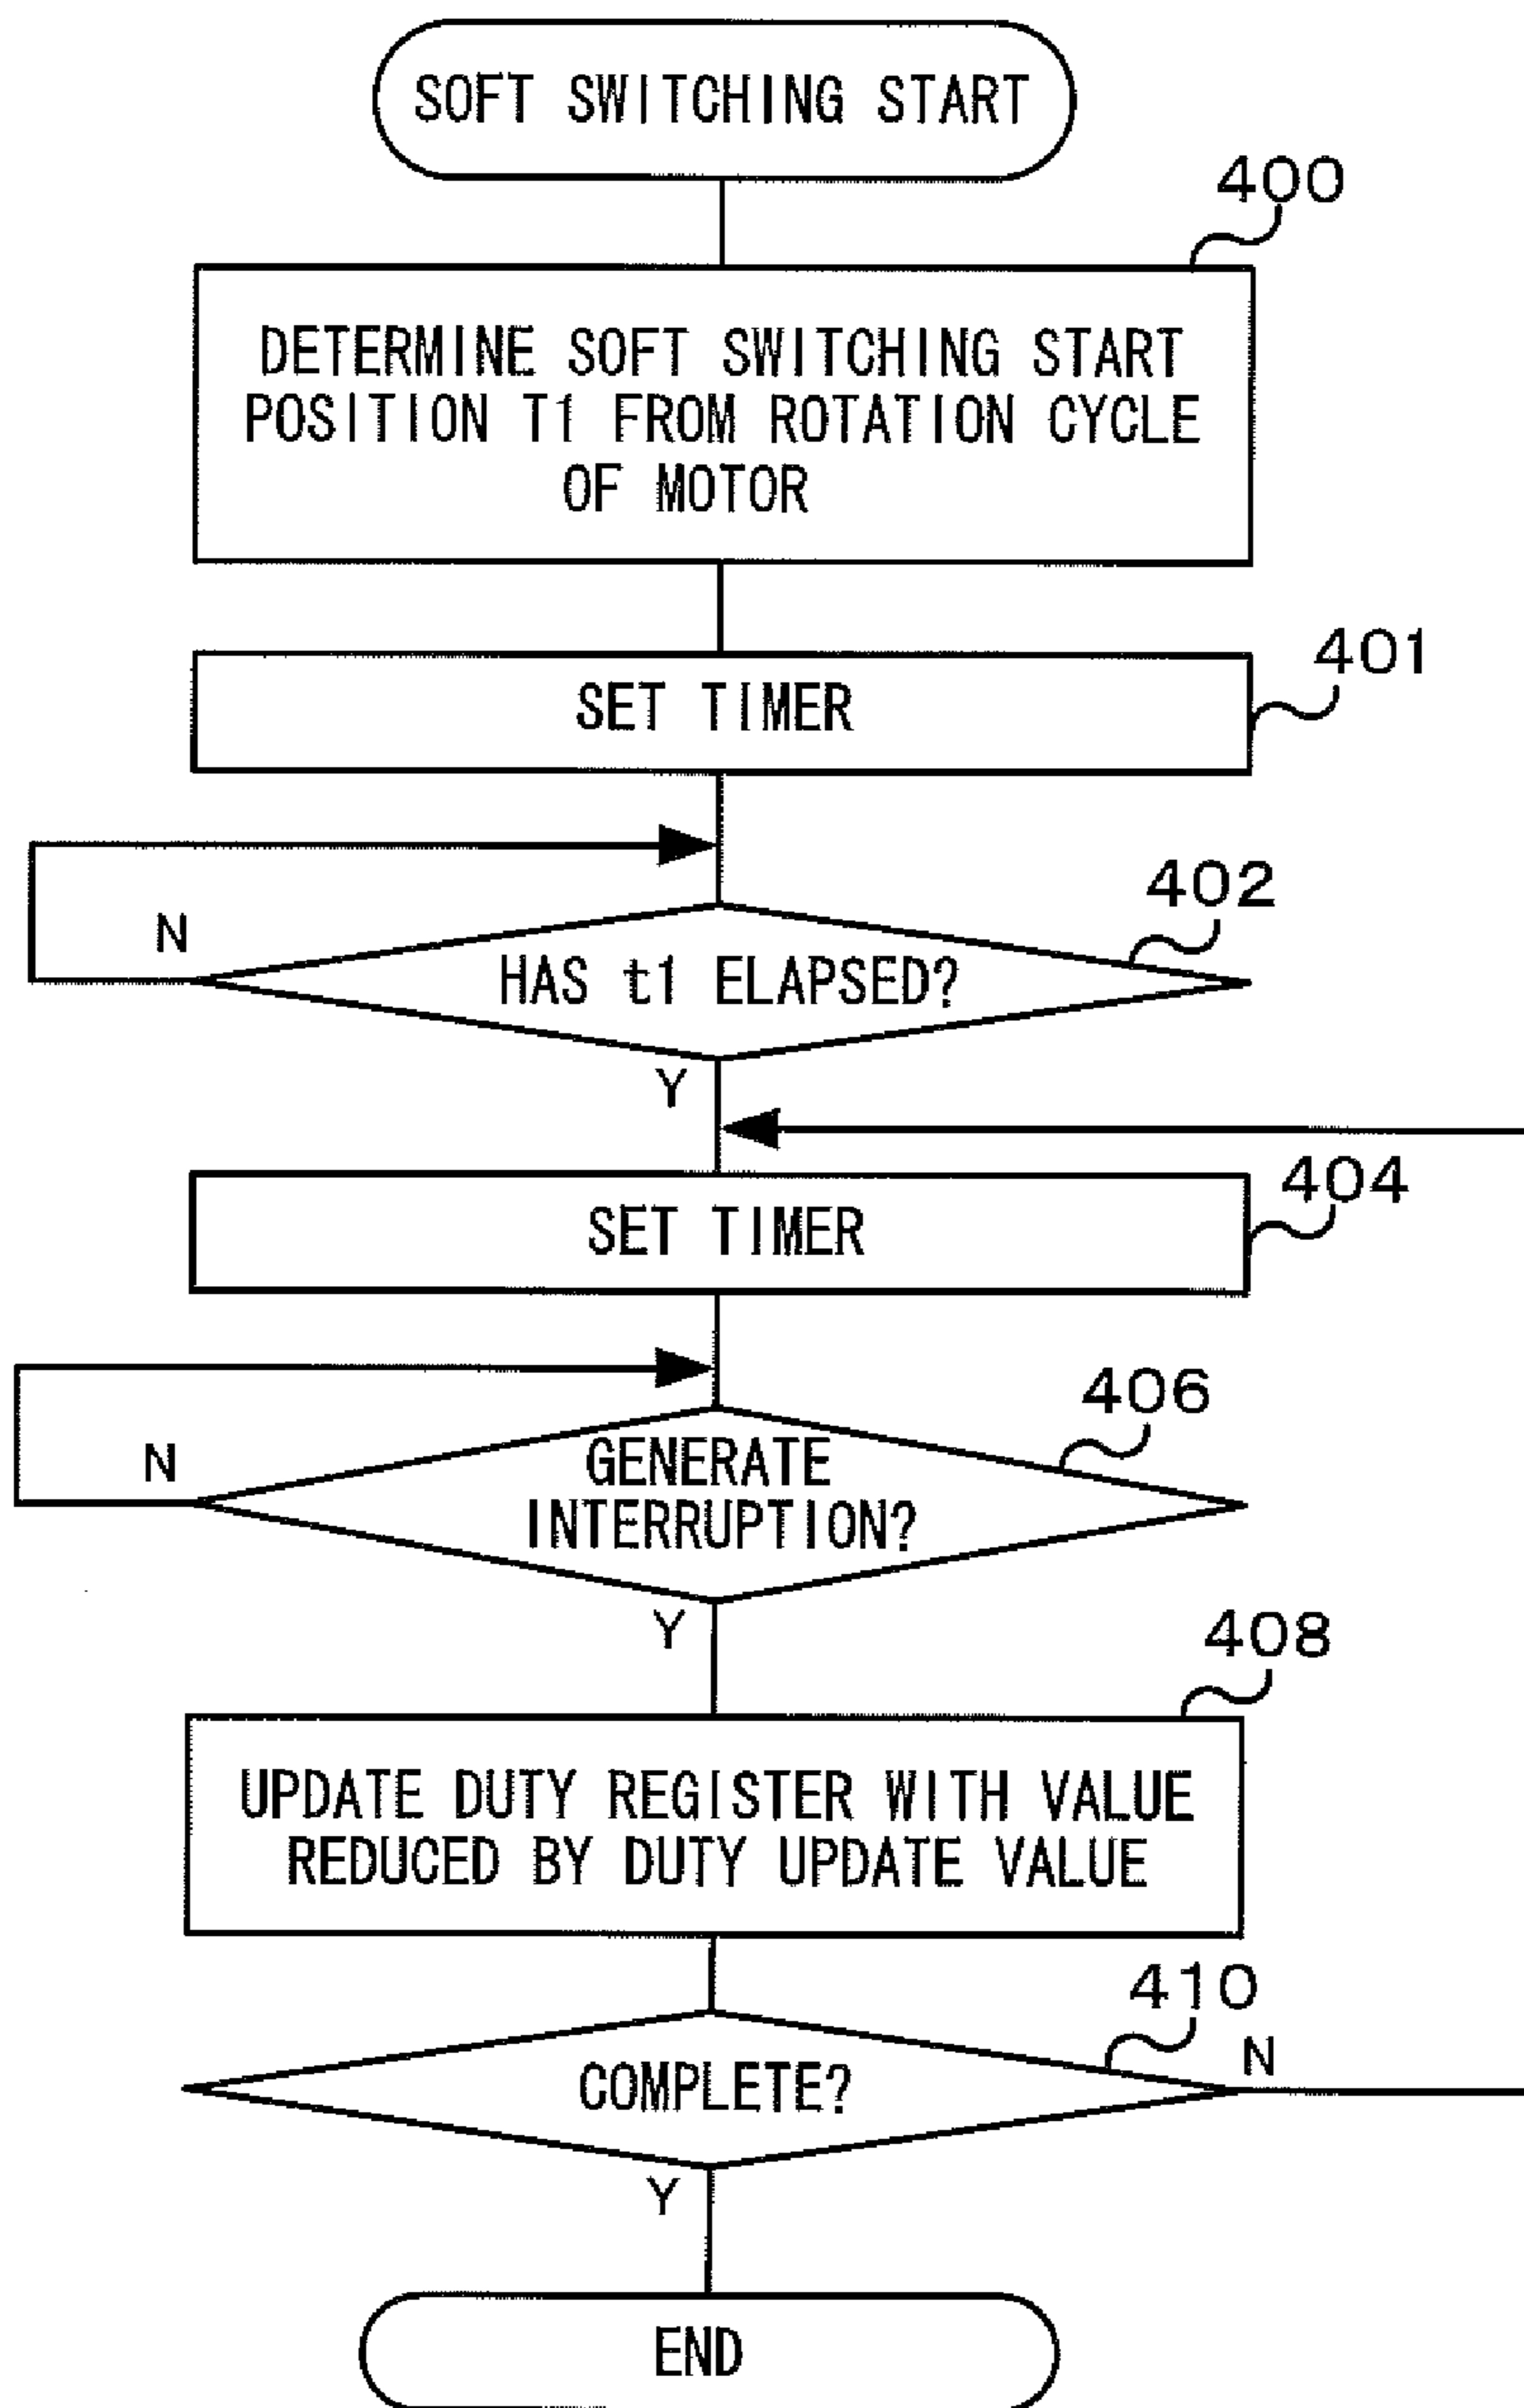 SOFT SWITCHING START
400
DETERMINE SOFT SWITCHING START
POSITION T1 FROM ROTATION CYCLE
OF MOTOR
401
SET TIMER
402
N
HAS t1 ELAPSED?
Y
404
SET TIMER
406
N
GENERATE
INTERRUPTION?
Y
408
UPDATE DUTY REGISTER WITH VALUE
REDUCED BY DUTY UPDATE VALUE
410
N
COMPLETE?
Y
END